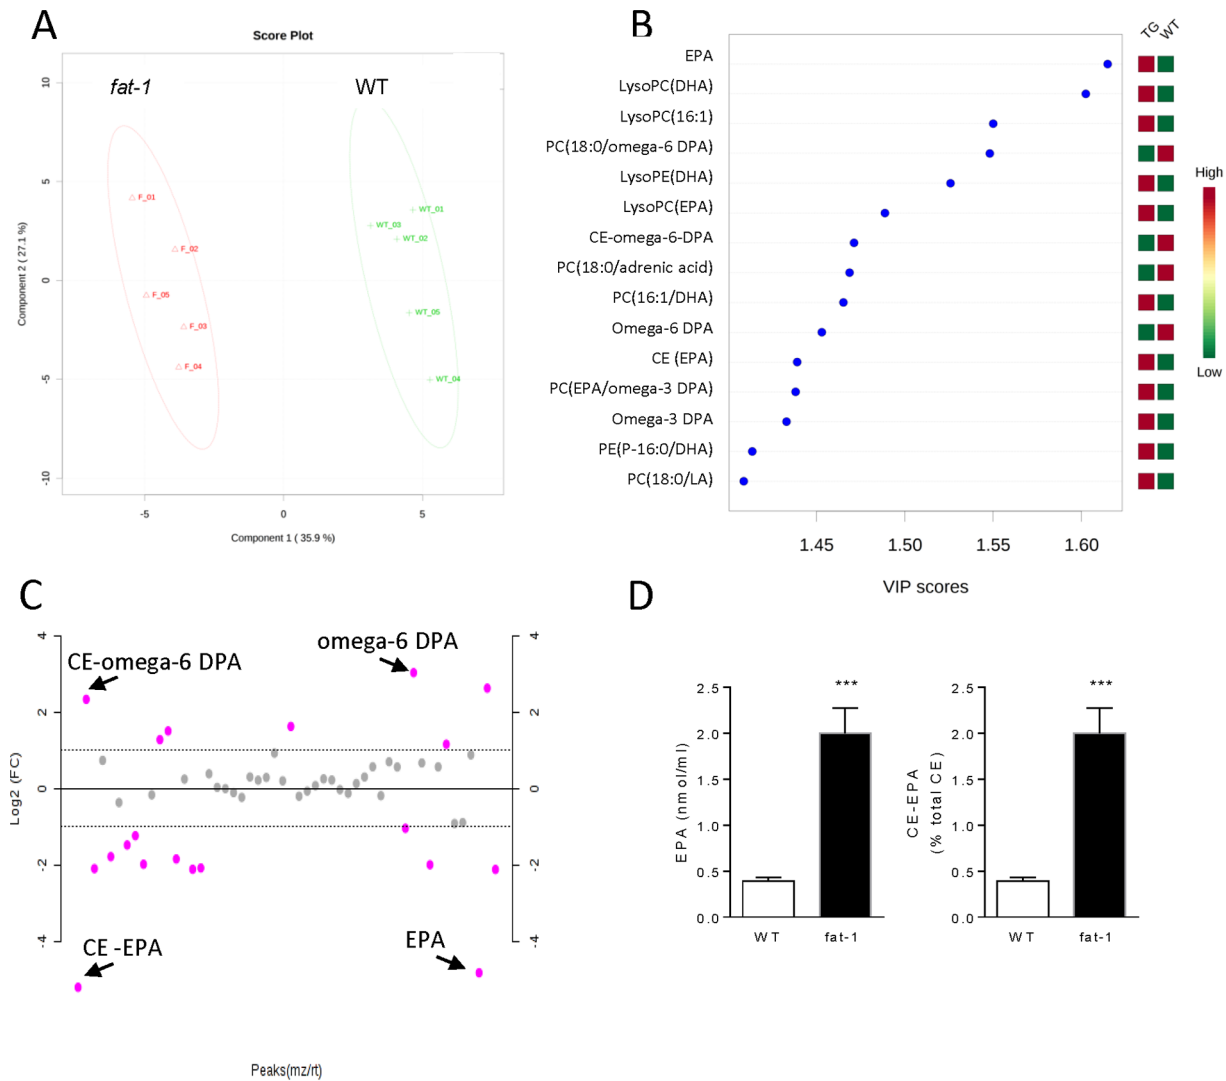 A
Score Plot
fat-1
WT
10
5
0
-5
-10
Component 2 ( 27.1 %)
F_01
F_02
F_05
F_03
F_04
WT_01
WT_03
WT_02
WT_05
WT_04
-5
0
5
Component 1 ( 35.9 %)
B
TG
WT
EPA
LysoPC(DHA)
LysoPC(16:1)
PC(18:0/omega-6 DPA)
LysoPE(DHA)
LysoPC(EPA)
CE-omega-6-DPA
PC(18:0/adrenic acid)
PC(16:1/DHA)
Omega-6 DPA
CE (EPA)
PC(EPA/omega-3 DPA)
Omega-3 DPA
PE(P-16:0/DHA)
PC(18:0/LA)
High
Low
1.45
1.50
1.55
1.60
VIP scores
C
4
2
0
-2
-4
Log2 (FC)
4
2
0
-2
-4
CE-omega-6 DPA
omega-6 DPA
CE -EPA
EPA
Peaks(mz/rt)
D
EPA (nmol/ml)
2.5
2.0
1.5
1.0
0.5
0.0
***
WT
fat-1
CE-EPA
(% total CE)
2.5
2.0
1.5
1.0
0.5
0.0
***
WT
fat-1